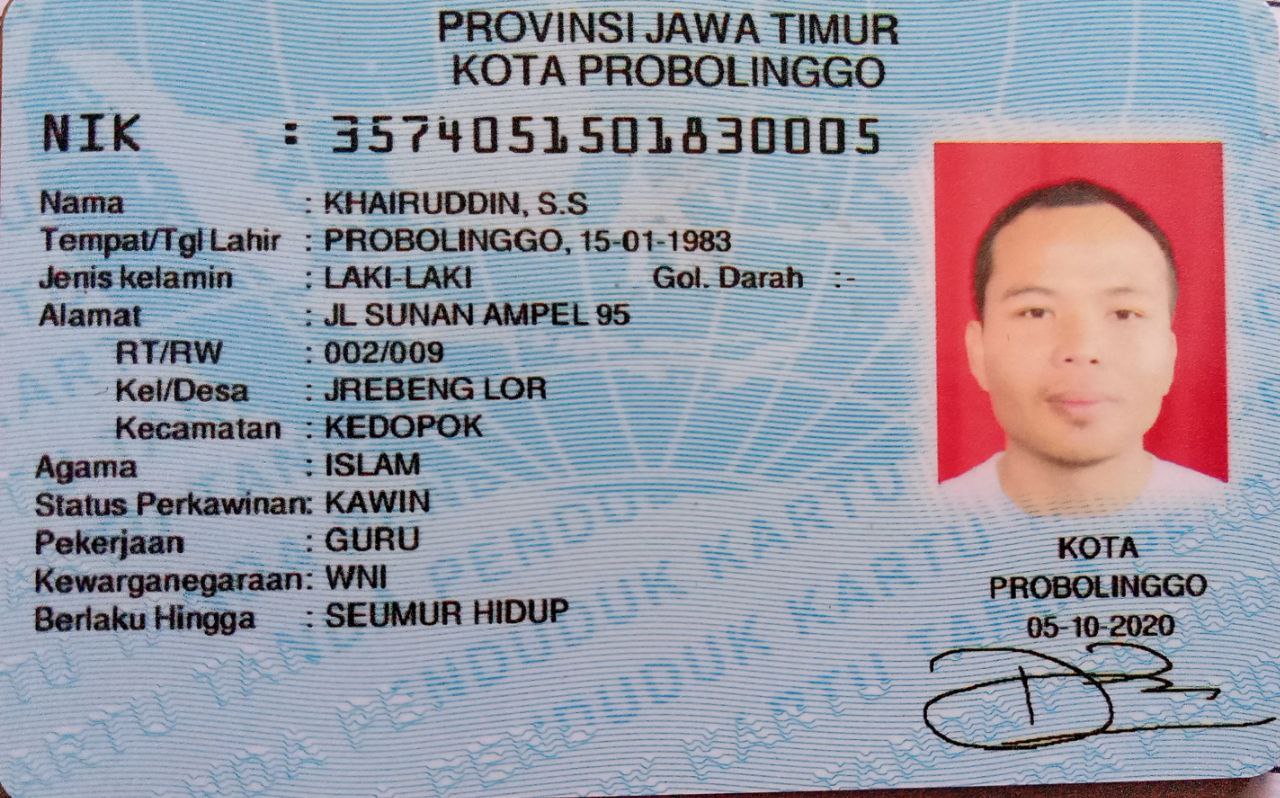 PROVINSI JAWA TIMUR
KOTA PROBOLINGGO
NIK : 3574051501830005
Nama : KHAIRUDDIN, S.S
Tempat/Tgl Lahir : PROBOLINGGO, 15-01-1983
Jenis kelamin : LAKI-LAKI Gol. Darah :-
Alamat : JL SUNAN AMPEL 95
RT/RW : 002/009
Kel/Desa : JREBENG LOR
Kecamatan : KEDOPOK
Agama : ISLAM
Status Perkawinan: KAWIN
Pekerjaan : GURU
Kewarganegaraan: WNI
Berlaku Hingga : SEUMUR HIDUP
KOTA
PROBOLINGGO
05-10-2020